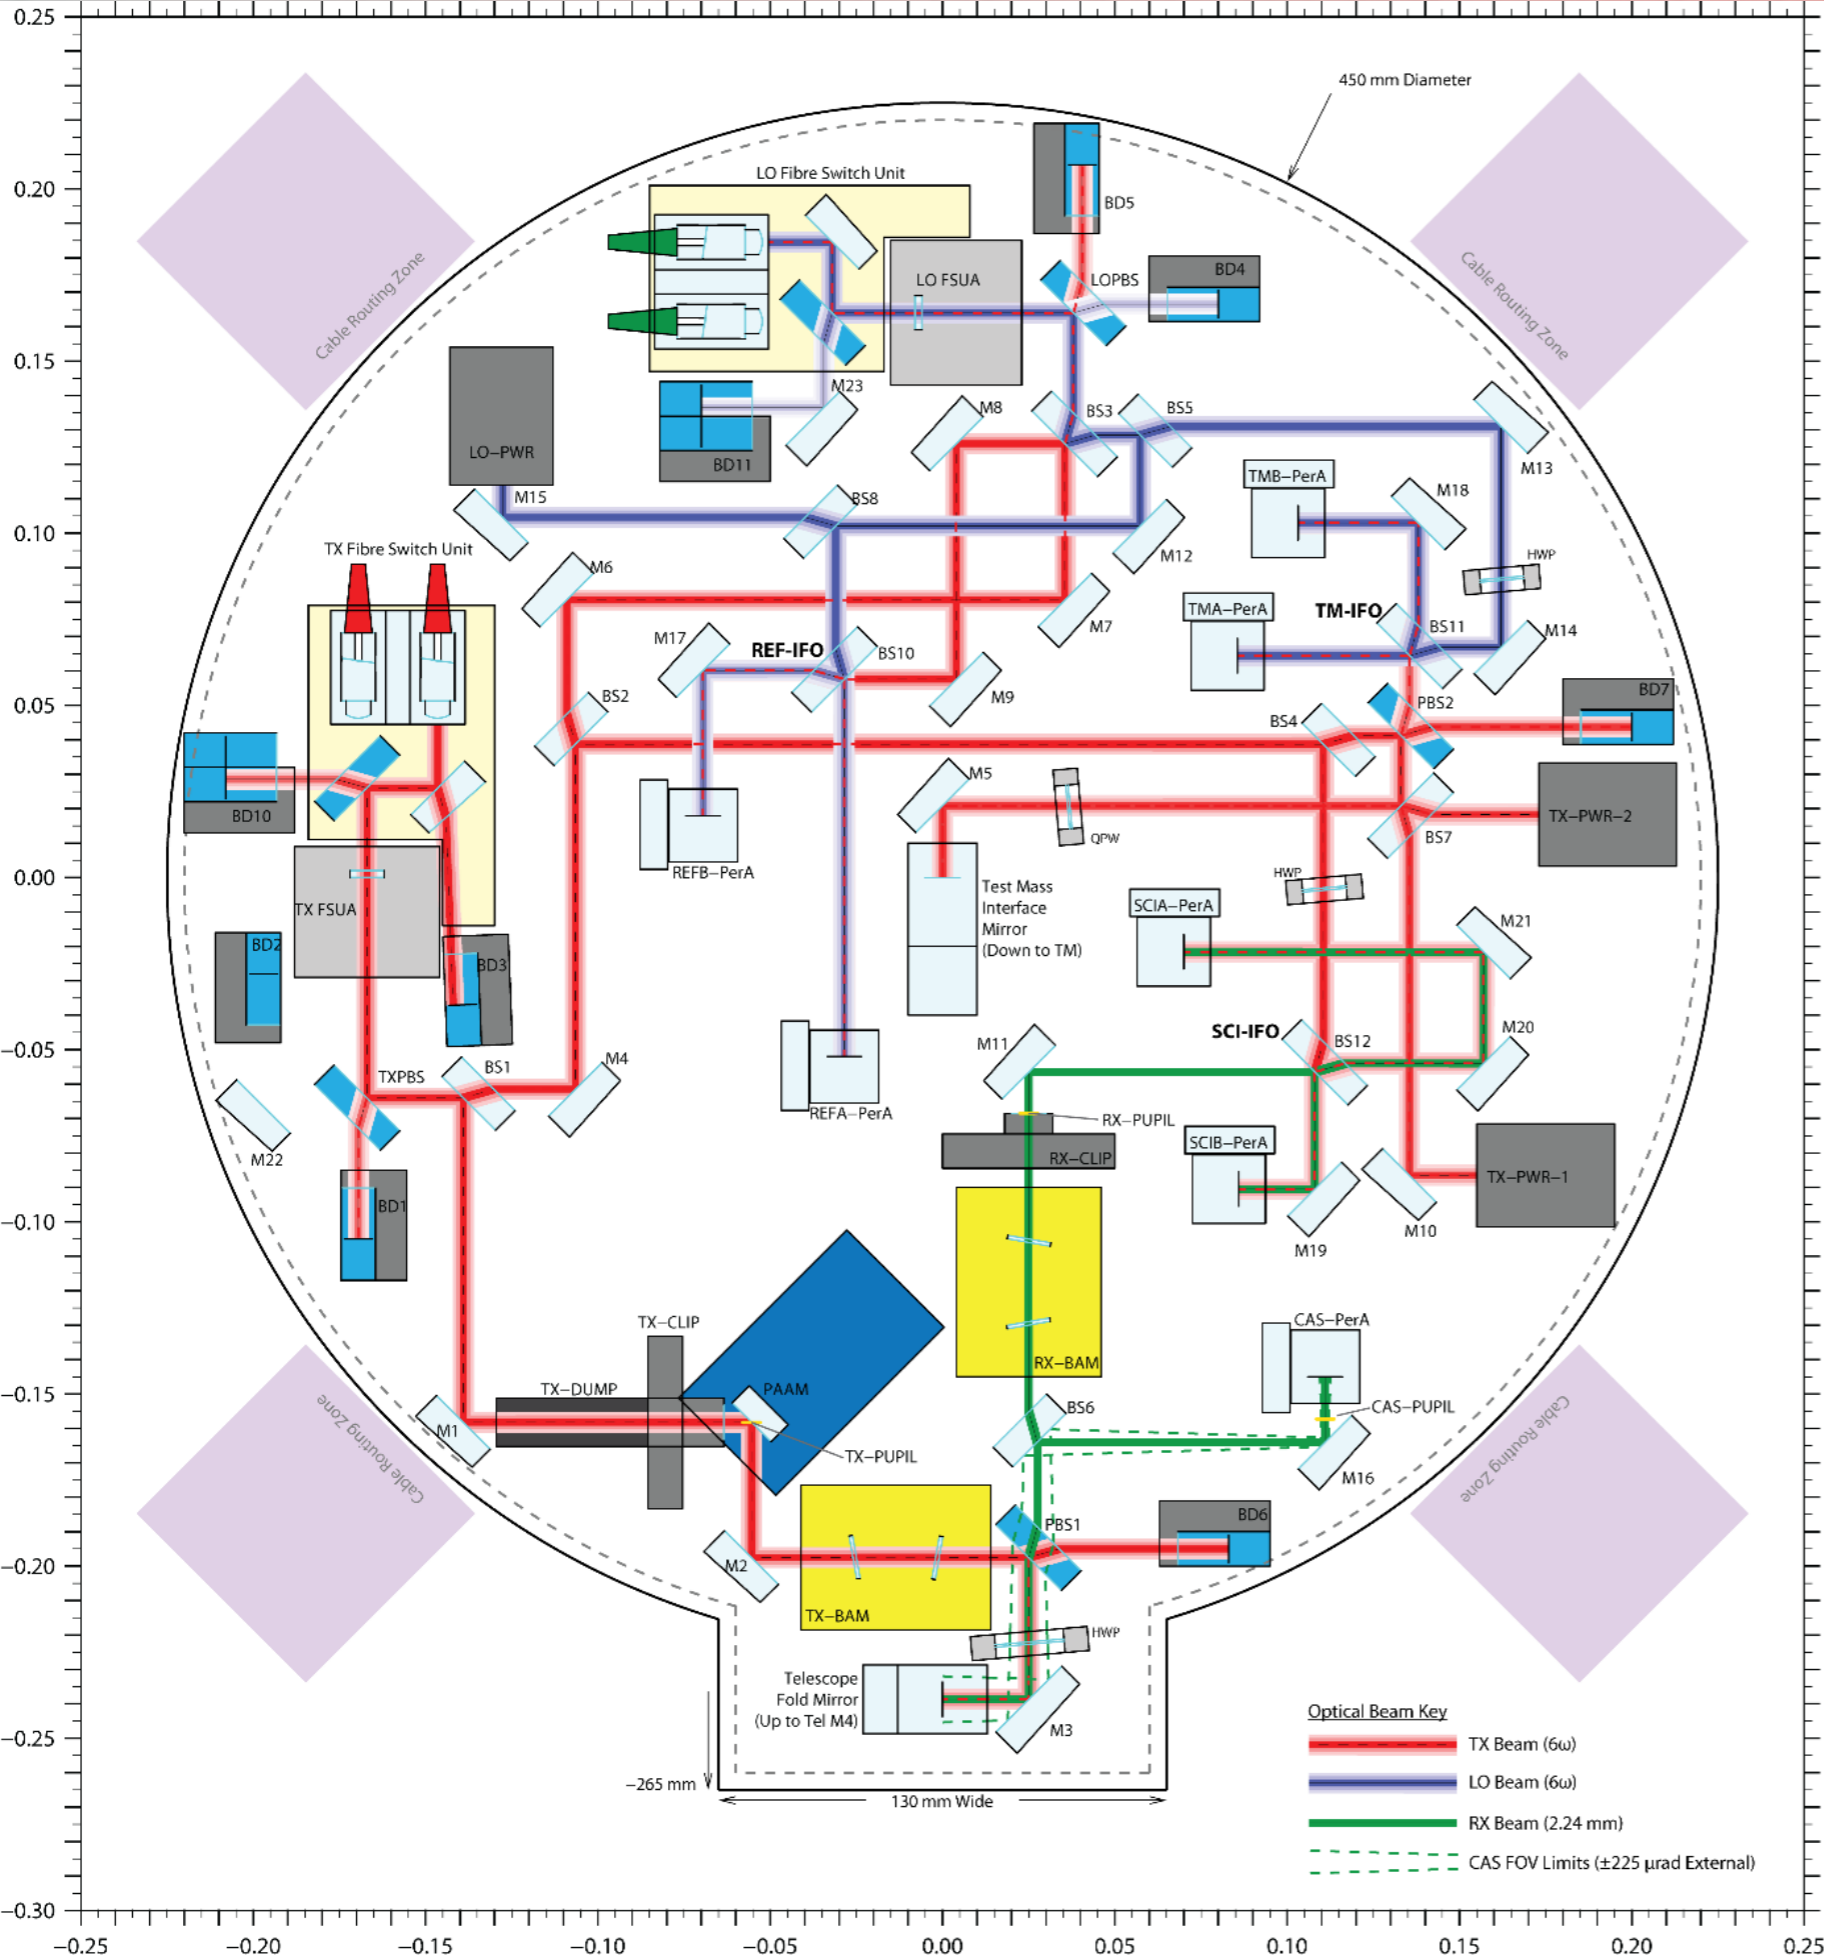 0.25
450 mm Diameter
0.20
LO Fibre Switch Unit
BD5
BD4
LOPBS
LO FSUA
Cable Routing Zone
Cable Routing Zone
0.15
M23
M8
BS3
BS5
LO–PWR
BD11
M13
TMB–PerA
M18
M15
BS8
0.10
M12
HWP
TX Fibre Switch Unit
M6
TMA–PerA
TM-IFO
BS11
M14
M7
M17
REF-IFO
BS10
BD7
0.05
BS2
M9
BS4
PBS2
M5
BD10
QPW
BS7
TX–PWR–2
REFB–PerA
HWP
0.00
Test Mass
Interface
Mirror
(Down to TM)
TX FSUA
SCIA–PerA
M21
BD2
BD3
−0.05
M11
SCI-IFO
BS12
M20
TXPBS
BS1
M4
REFA–PerA
RX–PUPIL
M22
RX–CLIP
SCIB–PerA
BD1
TX–PWR–1
−0.10
M19
M10
TX–CLIP
CAS–PerA
RX–BAM
−0.15
TX–DUMP
PAAM
BS6
CAS–PUPIL
M1
TX–PUPIL
M16
Cable Routing Zone
Cable Routing Zone
PBS1
BD6
−0.20
M2
TX–BAM
HWP
Telescope
Fold Mirror
(Up to Tel M4)
M3
−0.25
Optical Beam Key
TX Beam (6ω)
−265 mm
LO Beam (6ω)
130 mm Wide
RX Beam (2.24 mm)
CAS FOV Limits (±225 μrad External)
−0.30
−0.25 −0.20 −0.15 −0.10 −0.05 0.00 0.05 0.10 0.15 0.20 0.25